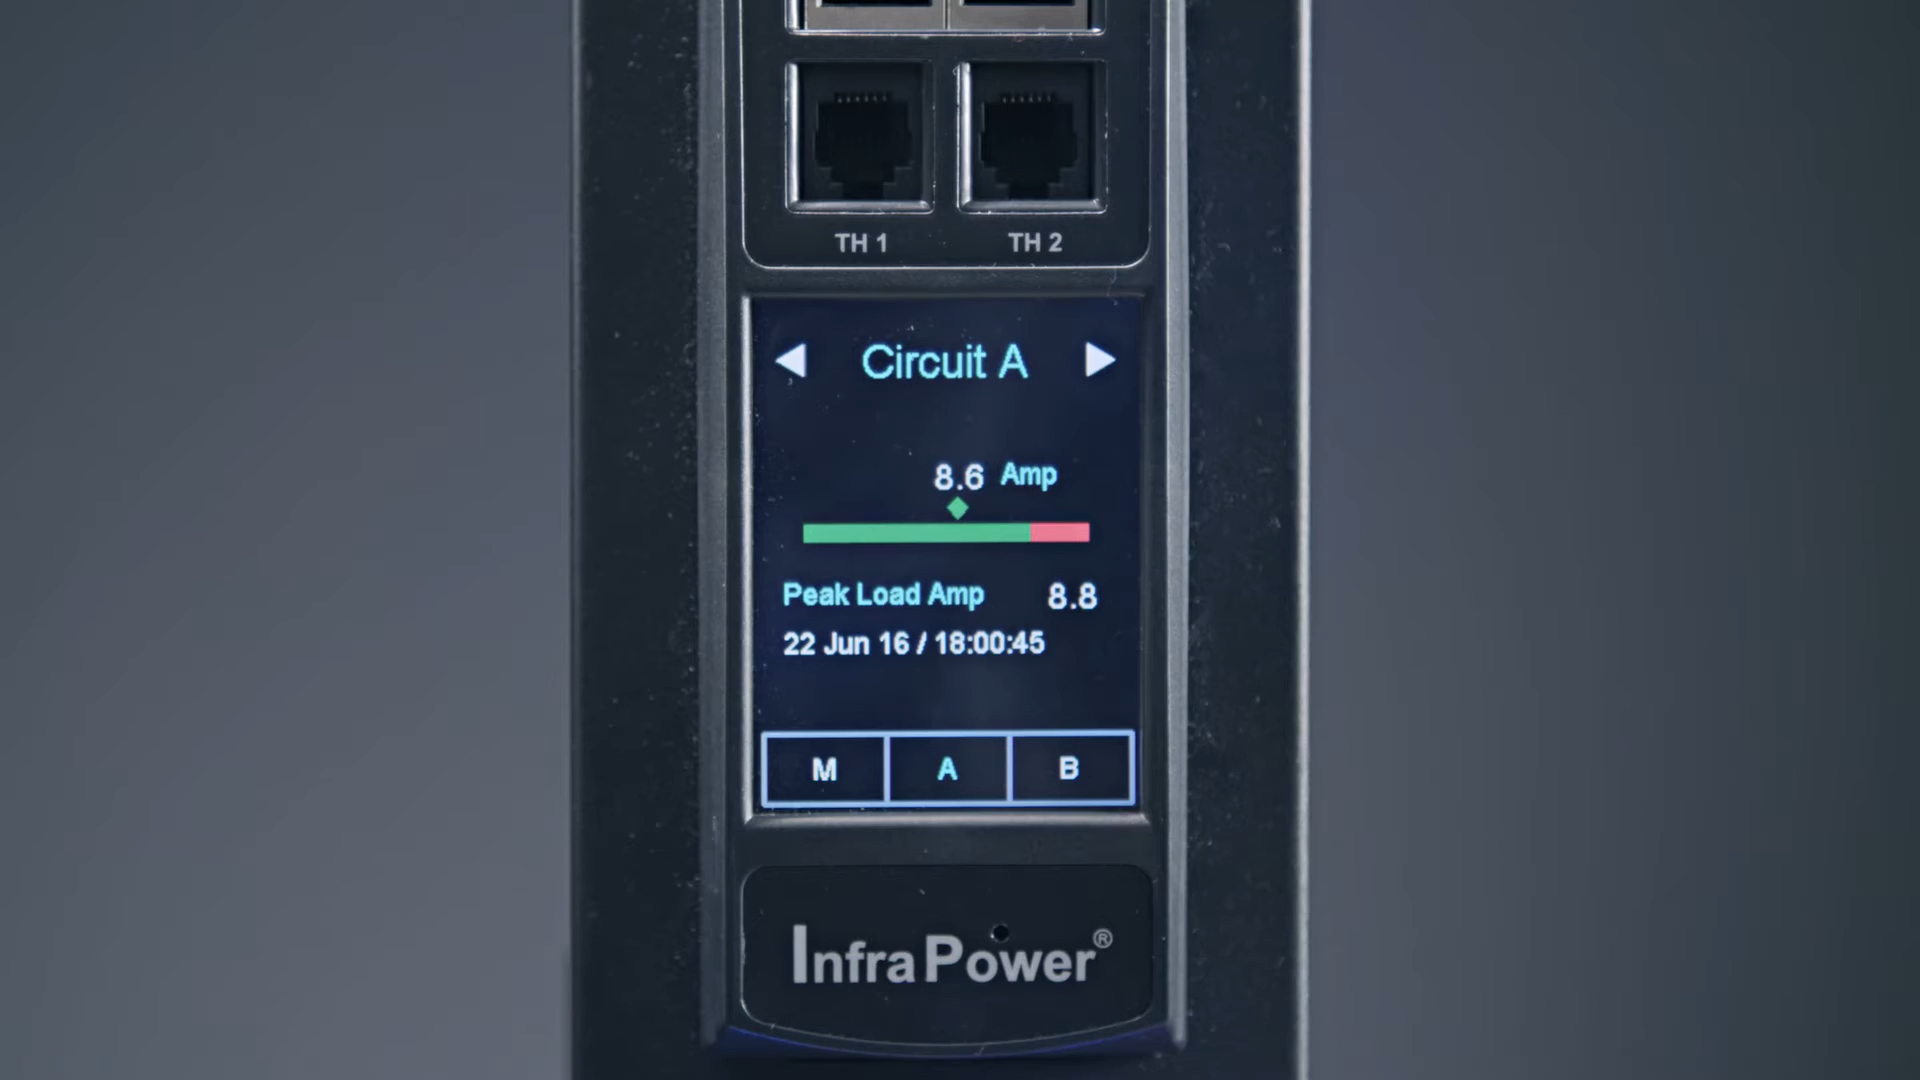 TH 1 TH 2
Circuit A
8.6 Amp
Peak Load Amp 8.8
22 Jun 16 / 18:00:45
M A B
InfraPower®